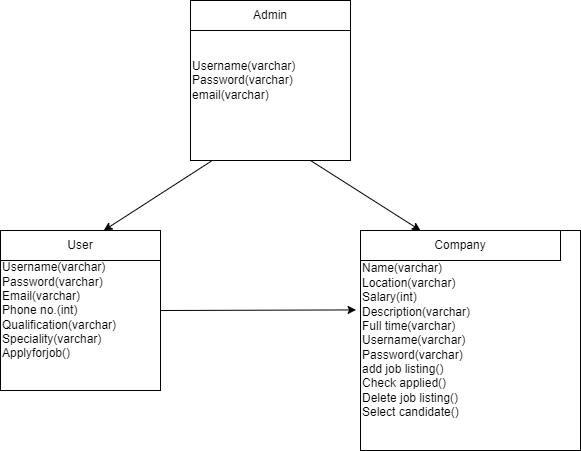 Admin
Username(varchar)
Password(varchar)
email(varchar)
User
Username(varchar)
Password(varchar)
Email(varchar)
Phone no.(int)
Qualification(varchar)
Speciality(varchar)
Applyforjob()
Company
Name(varchar)
Location(varchar)
Salary(int)
Description(varchar)
Full time(varchar)
Username(varchar)
Password(varchar)
add job listing()
Check applied()
Delete job listing()
Select candidate()